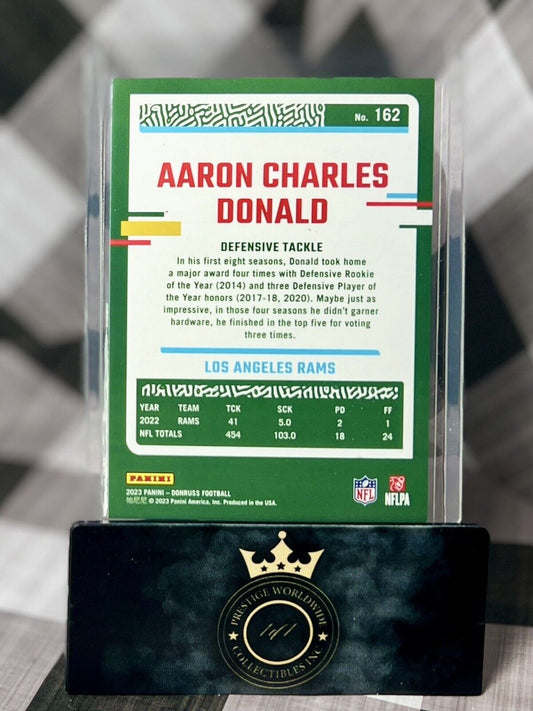 No. 162
AARON CHARLES
DONALD
DEFENSIVE TACKLE
In his first eight seasons, Donald took home
a major award four times with Defensive Rookie
of the Year (2014) and three Defensive Player of
the Year honors (2017-18, 2020). Maybe just as
impressive, in those four seasons he didn't garner
hardware, he finished in the top five for voting
three times.
LOS ANGELES RAMS
YEAR TEAM TCK SCK PD FF
2022 RAMS 41 5.0 2 1
NFL TOTALS 454 103.0 18 24
PANINI
2023 PANINI – DONRUSS FOOTBALL
© 2023 Panini America, Inc. Produced in the USA.
NFL
NFLPA
PRESTIGE WORLDWIDE
1/1
COLLECTIBLES INC